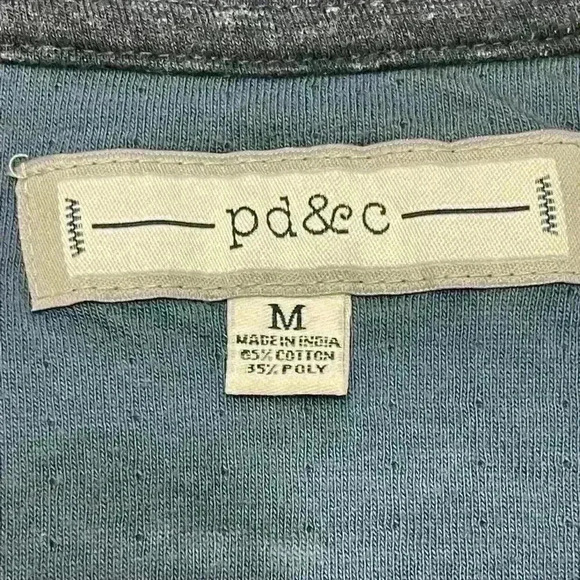 pd&c
M
MADE IN INDIA
65% COTTON
35% POLY